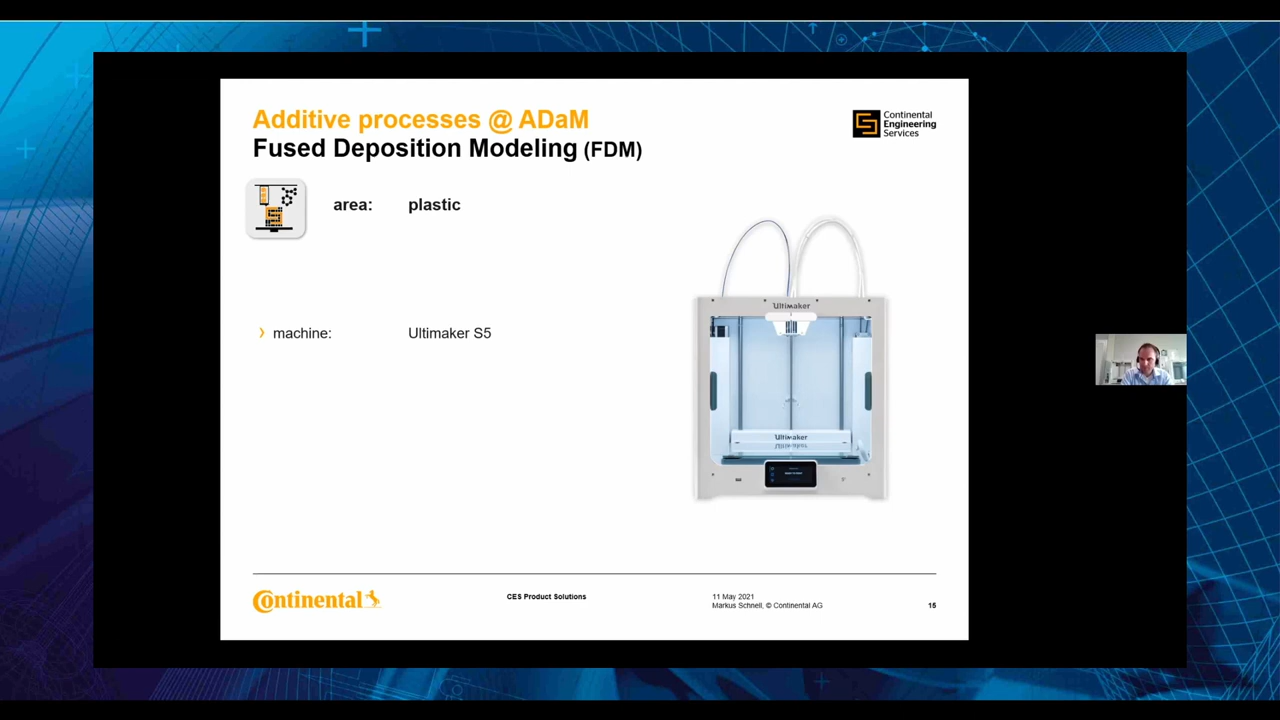 Additive processes @ ADaM
Fused Deposition Modeling (FDM)
Continental
Engineering
Services
area: plastic
Ultimaker
› machine: Ultimaker S5
Ultimaker
Continental
CES Product Solutions
11 May 2021
Markus Schnell, © Continental AG
15